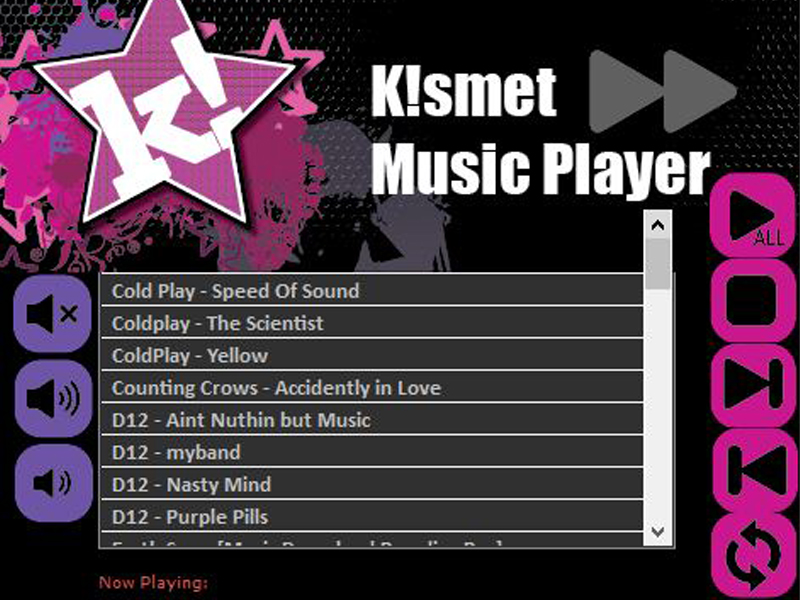 k!
K!smet
Music Player
ALL
Cold Play - Speed Of Sound
Coldplay - The Scientist
ColdPlay - Yellow
Counting Crows - Accidently in Love
D12 - Aint Nuthin but Music
D12 - myband
D12 - Nasty Mind
D12 - Purple Pills
Now Playing: